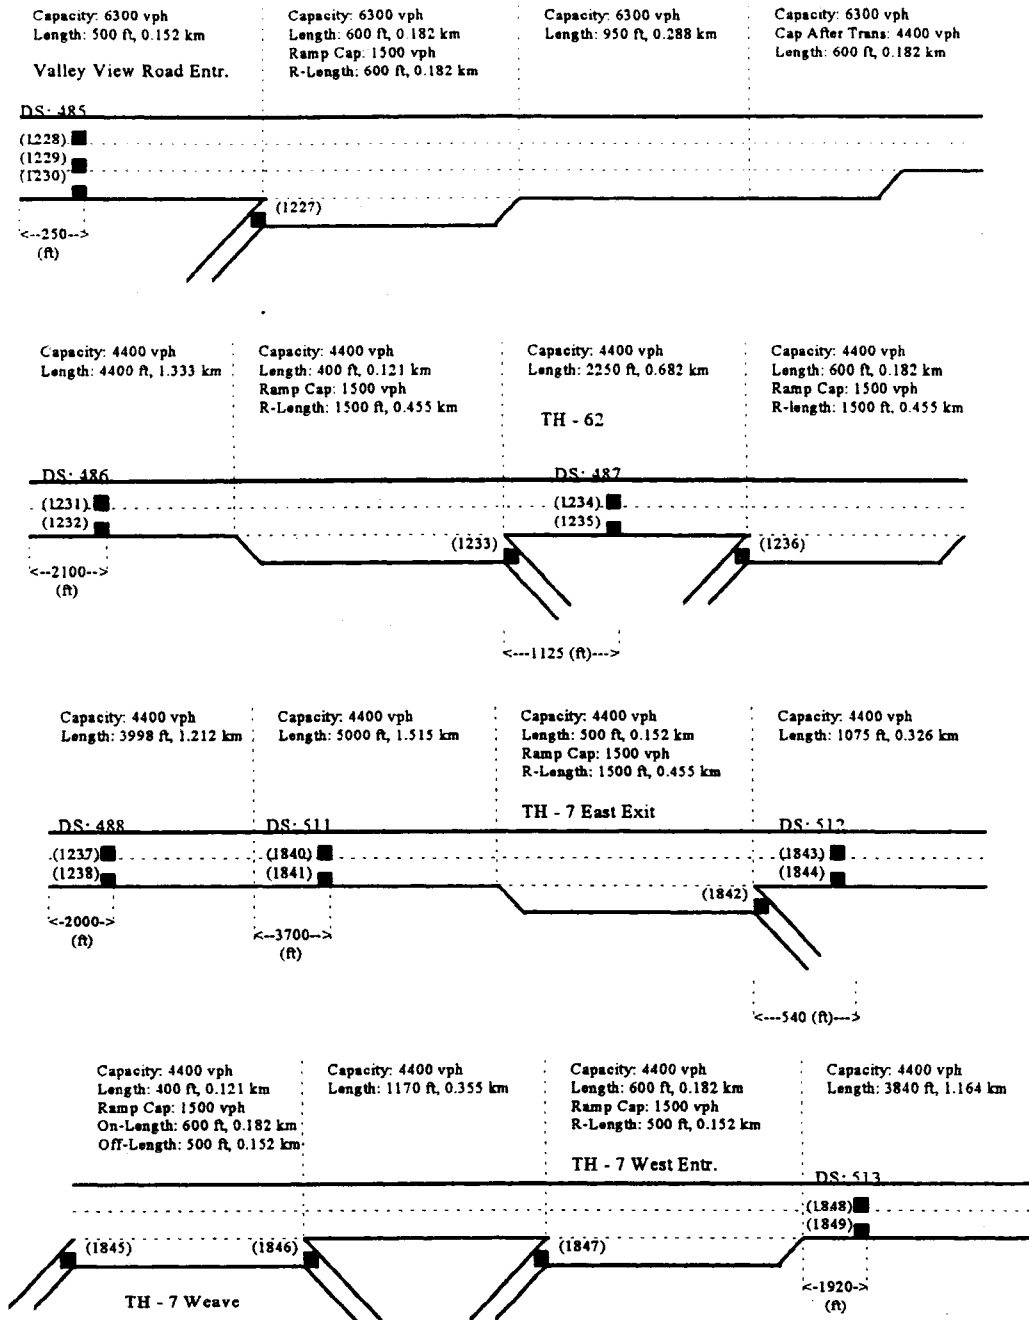 Capacity: 6300 vph
Length: 500 ft, 0.152 km
Valley View Road Entr.
Capacity: 6300 vph
Length: 600 ft, 0.182 km
Ramp Cap: 1500 vph
R-Length: 600 ft, 0.182 km
Capacity: 6300 vph
Length: 950 ft, 0.288 km
Capacity: 6300 vph
Cap After Trans: 4400 vph
Length: 600 ft, 0.182 km
DS: 485
(1228)
(1229)
(1230)
(1227)
<--250-->
(ft)
Capacity: 4400 vph
Length: 4400 ft, 1.333 km
Capacity: 4400 vph
Length: 400 ft, 0.121 km
Ramp Cap: 1500 vph
R-Length: 1500 ft, 0.455 km
Capacity: 4400 vph
Length: 2250 ft, 0.682 km
TH - 62
Capacity: 4400 vph
Length: 600 ft, 0.182 km
Ramp Cap: 1500 vph
R-length: 1500 ft, 0.455 km
DS: 486
(1231)
(1232)
DS: 487
(1234)
(1235)
(1233)
(1236)
<--2100-->
(ft)
<---1125 (ft)--->
Capacity: 4400 vph
Length: 3998 ft, 1.212 km
Capacity: 4400 vph
Length: 5000 ft, 1.515 km
Capacity: 4400 vph
Length: 500 ft, 0.152 km
Ramp Cap: 1500 vph
R-Length: 1500 ft, 0.455 km
TH - 7 East Exit
Capacity: 4400 vph
Length: 1075 ft, 0.326 km
DS: 488
(1237)
(1238)
DS: 511
(1840)
(1841)
DS: 512
(1843)
(1844)
(1842)
<-2000->
(ft)
<--3700-->
(ft)
<---540 (ft)--->
Capacity: 4400 vph
Length: 400 ft, 0.121 km
Ramp Cap: 1500 vph
On-Length: 600 ft, 0.182 km
Off-Length: 500 ft, 0.152 km
Capacity: 4400 vph
Length: 1170 ft, 0.355 km
Capacity: 4400 vph
Length: 600 ft, 0.182 km
Ramp Cap: 1500 vph
R-Length: 500 ft, 0.152 km
TH - 7 West Entr.
Capacity: 4400 vph
Length: 3840 ft, 1.164 km
DS: 513
(1848)
(1849)
(1845)
(1846)
(1847)
<-1920->
(ft)
TH - 7 Weave